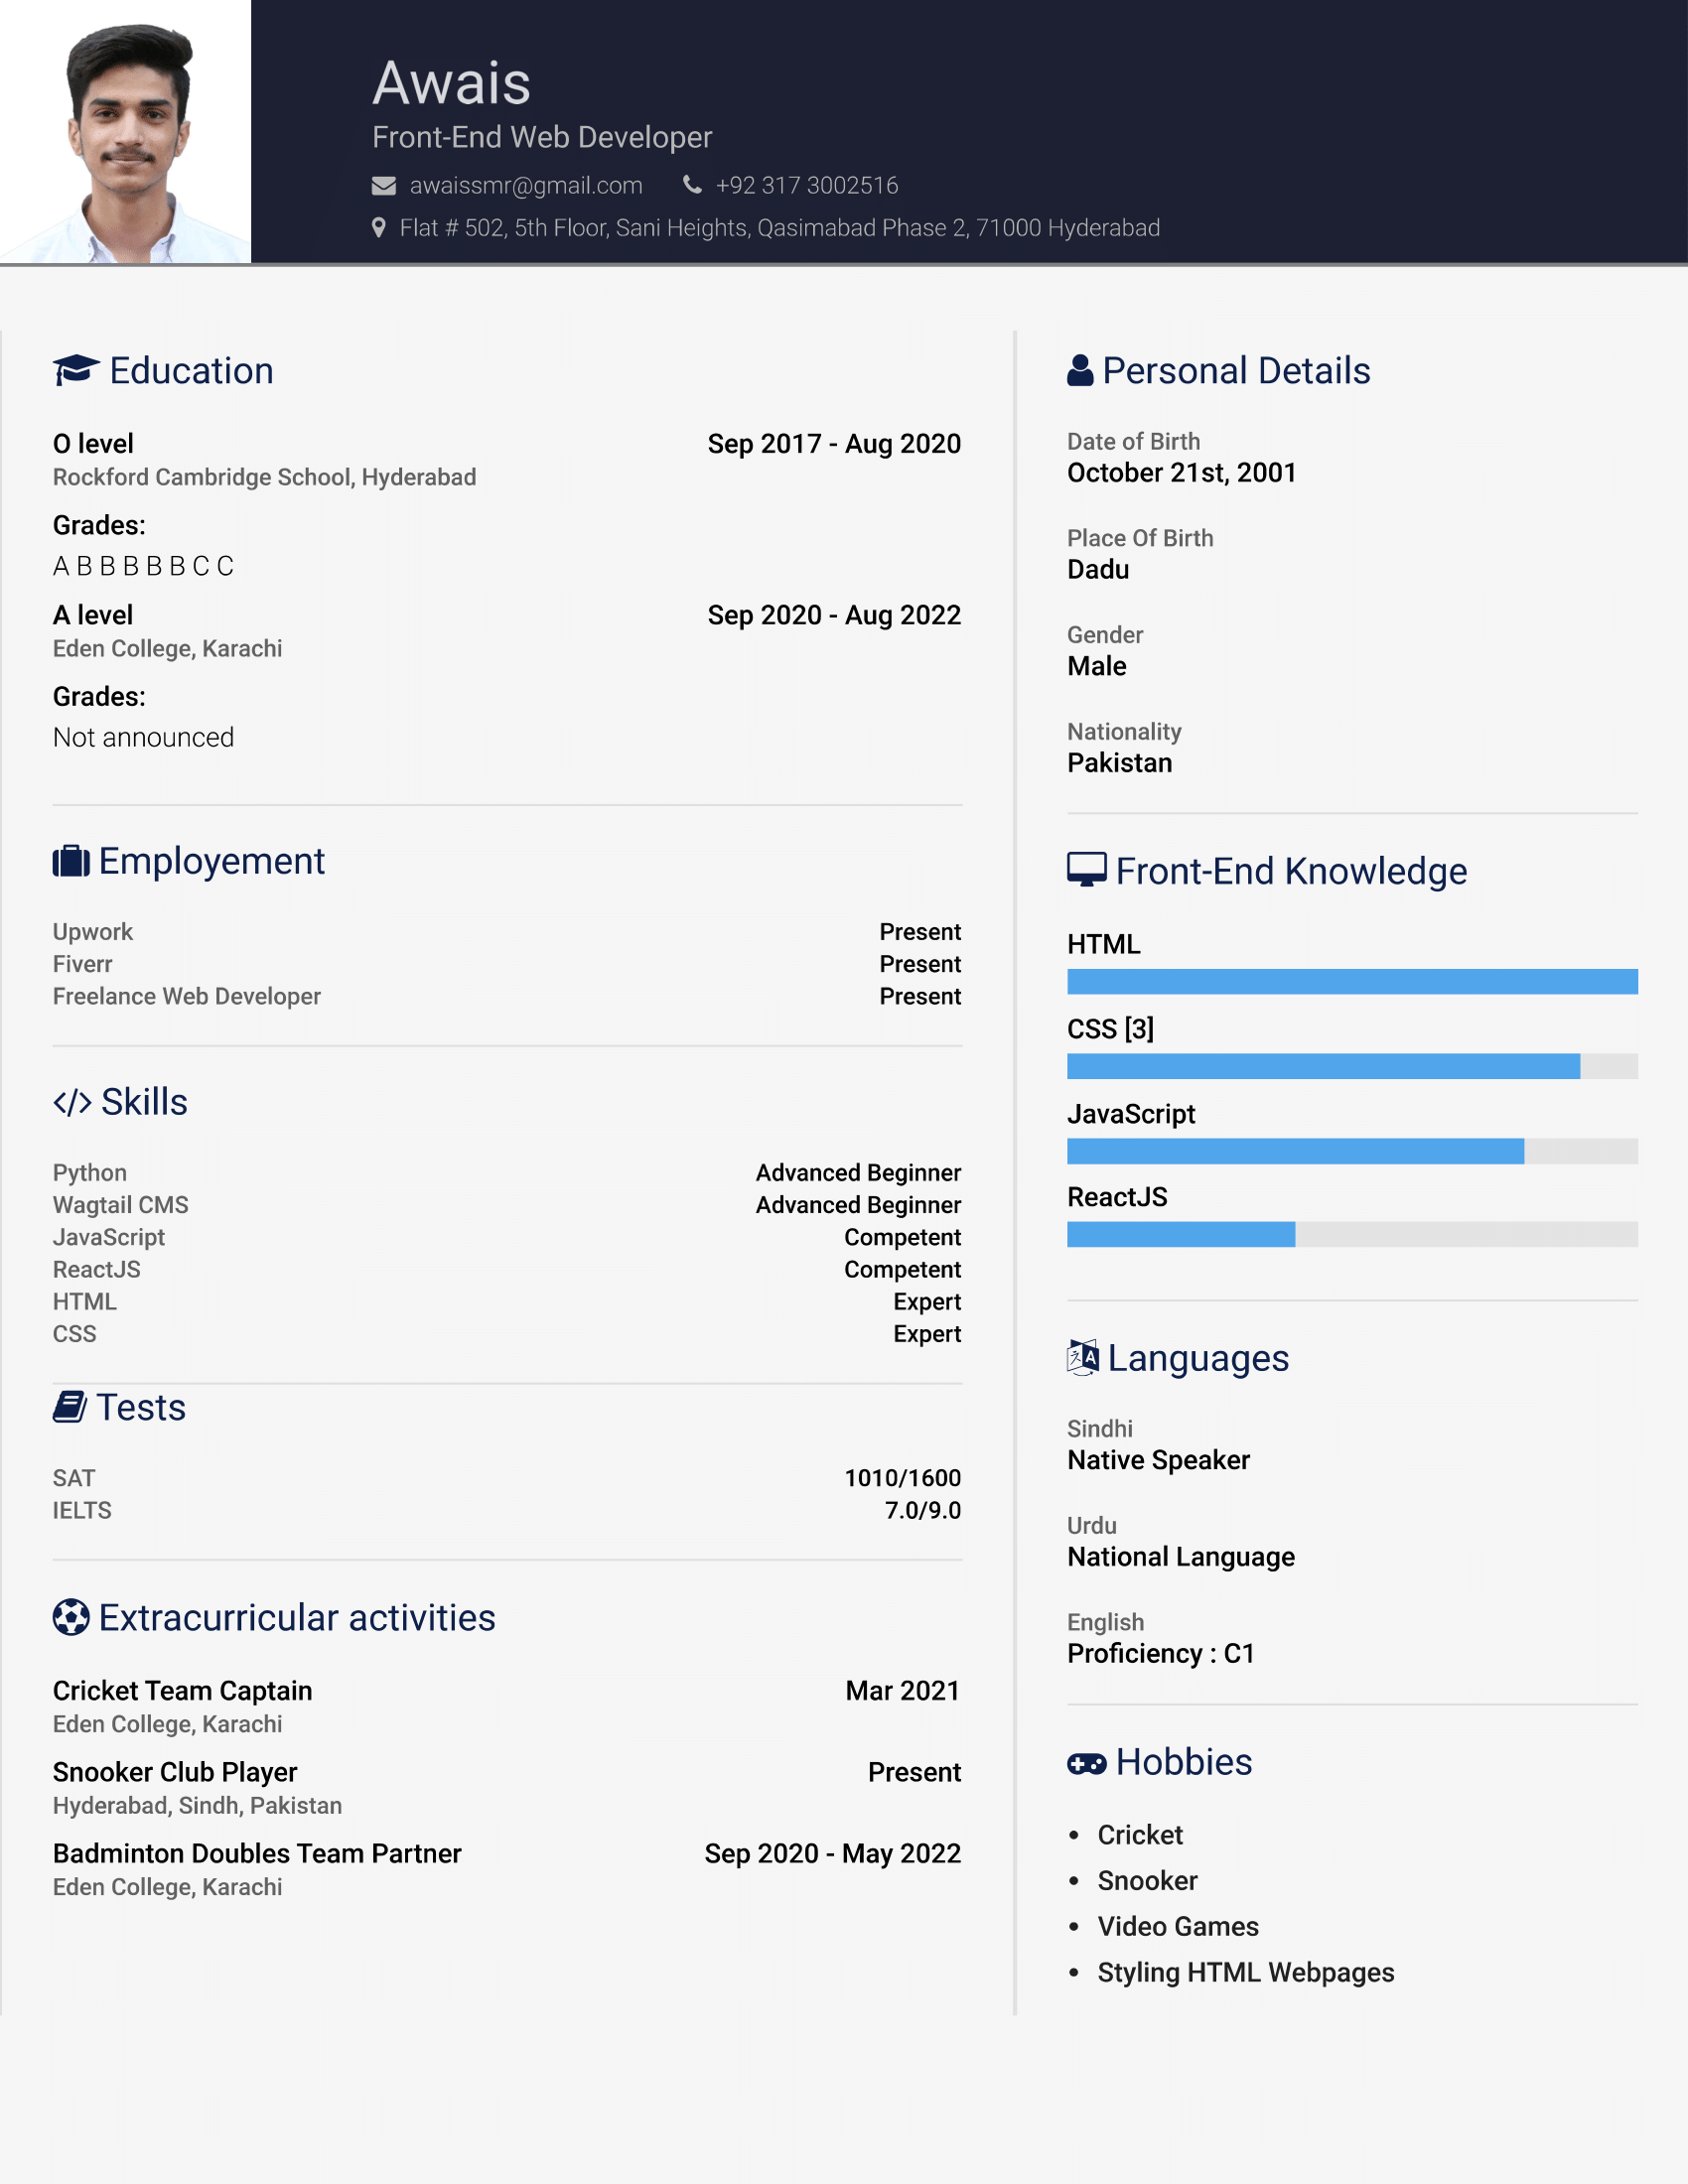 Awais
Front-End Web Developer
awaissmr@gmail.com +92 317 3002516
Flat # 502, 5th Floor, Sani Heights, Qasimabad Phase 2, 71000 Hyderabad
Education
O level Sep 2017 - Aug 2020
Rockford Cambridge School, Hyderabad
Grades:
A B B B B B C C
A level Sep 2020 - Aug 2022
Eden College, Karachi
Grades:
Not announced
Employement
Upwork Present
Fiverr Present
Freelance Web Developer Present
Skills
Python Advanced Beginner
Wagtail CMS Advanced Beginner
JavaScript Competent
ReactJS Competent
HTML Expert
CSS Expert
Tests
SAT 1010/1600
IELTS 7.0/9.0
Extracurricular activities
Cricket Team Captain Mar 2021
Eden College, Karachi
Snooker Club Player Present
Hyderabad, Sindh, Pakistan
Badminton Doubles Team Partner Sep 2020 - May 2022
Eden College, Karachi
Personal Details
Date of Birth
October 21st, 2001
Place Of Birth
Dadu
Gender
Male
Nationality
Pakistan
Front-End Knowledge
HTML
CSS [3]
JavaScript
ReactJS
Languages
Sindhi
Native Speaker
Urdu
National Language
English
Proficiency : C1
Hobbies
• Cricket
• Snooker
• Video Games
• Styling HTML Webpages